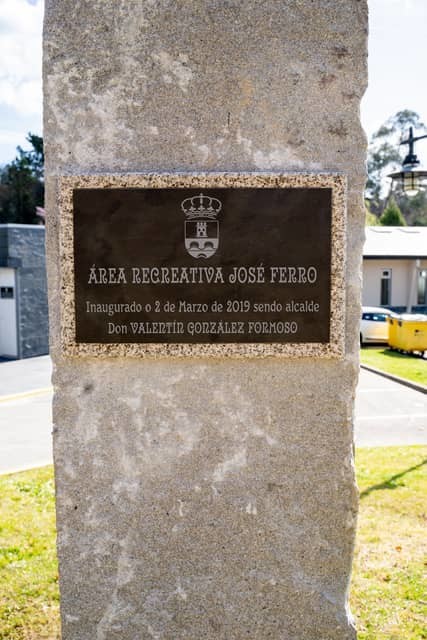 ÁREA RECREATIVA JOSÉ FERRO
Inaugurado o 2 de Marzo de 2019 sendo alcalde
Don VALENTÍN GONZÁLEZ FORMOSO